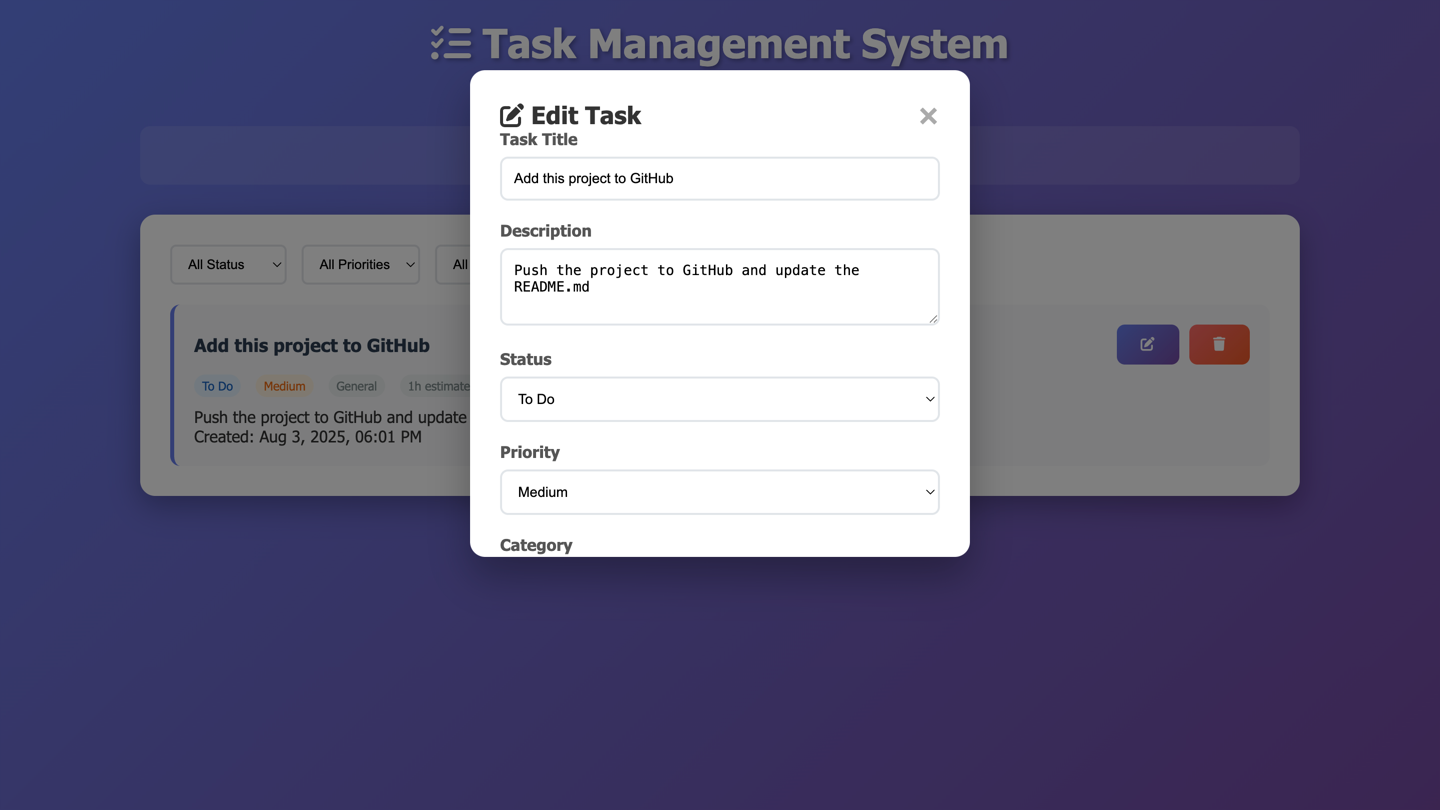 Task Management System
Edit Task
Task Title
Add this project to GitHub
Description
Push the project to GitHub and update the
README.md
Status
To Do
Priority
Medium
Category
All Status
All Priorities
All
Add this project to GitHub
To Do
Medium
General
1h estimate
Push the project to GitHub and update
Created: Aug 3, 2025, 06:01 PM